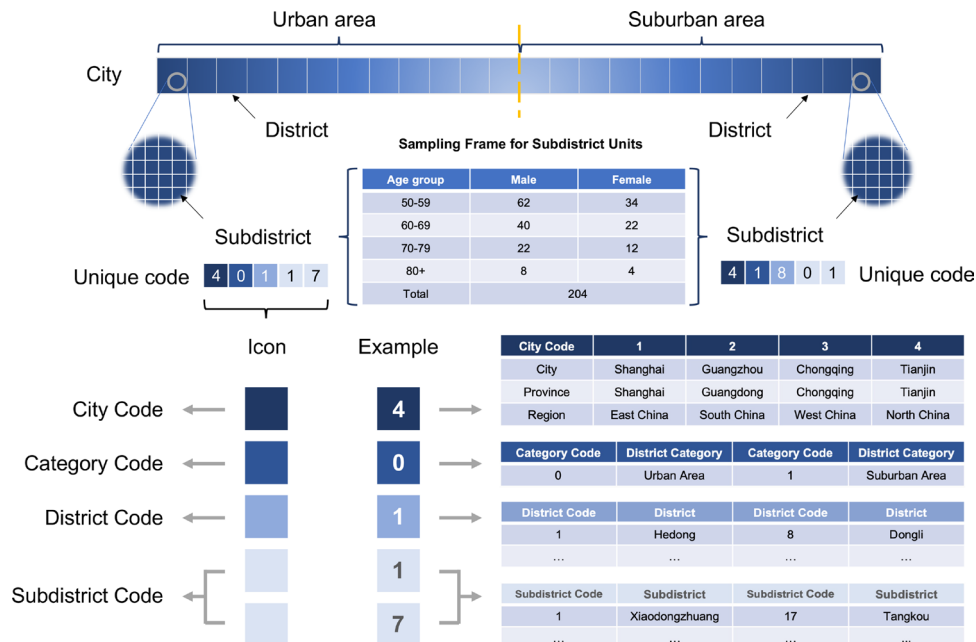 Urban area
Suburban area
City
District
District
Sampling Frame for Subdistrict Units
Age group Male Female
50-59 62 34
60-69 40 22
70-79 22 12
80+ 8 4
Total 204
Subdistrict
Subdistrict
Unique code 4 0 1 1 7
4 1 8 0 1 Unique code
Icon Example
City Code 4
Category Code 0
District Code 1
Subdistrict Code 1
7
City Code 1 2 3 4
City Shanghai Guangzhou Chongqing Tianjin
Province Shanghai Guangdong Chongqing Tianjin
Region East China South China West China North China
Category Code District Category Category Code District Category
0 Urban Area 1 Suburban Area
District Code District District Code District
1 Hedong 8 Dongli
... ... ... ...
Subdistrict Code Subdistrict Subdistrict Code Subdistrict
1 Xiaodongzhuang 17 Tangkou
... ... ... ...